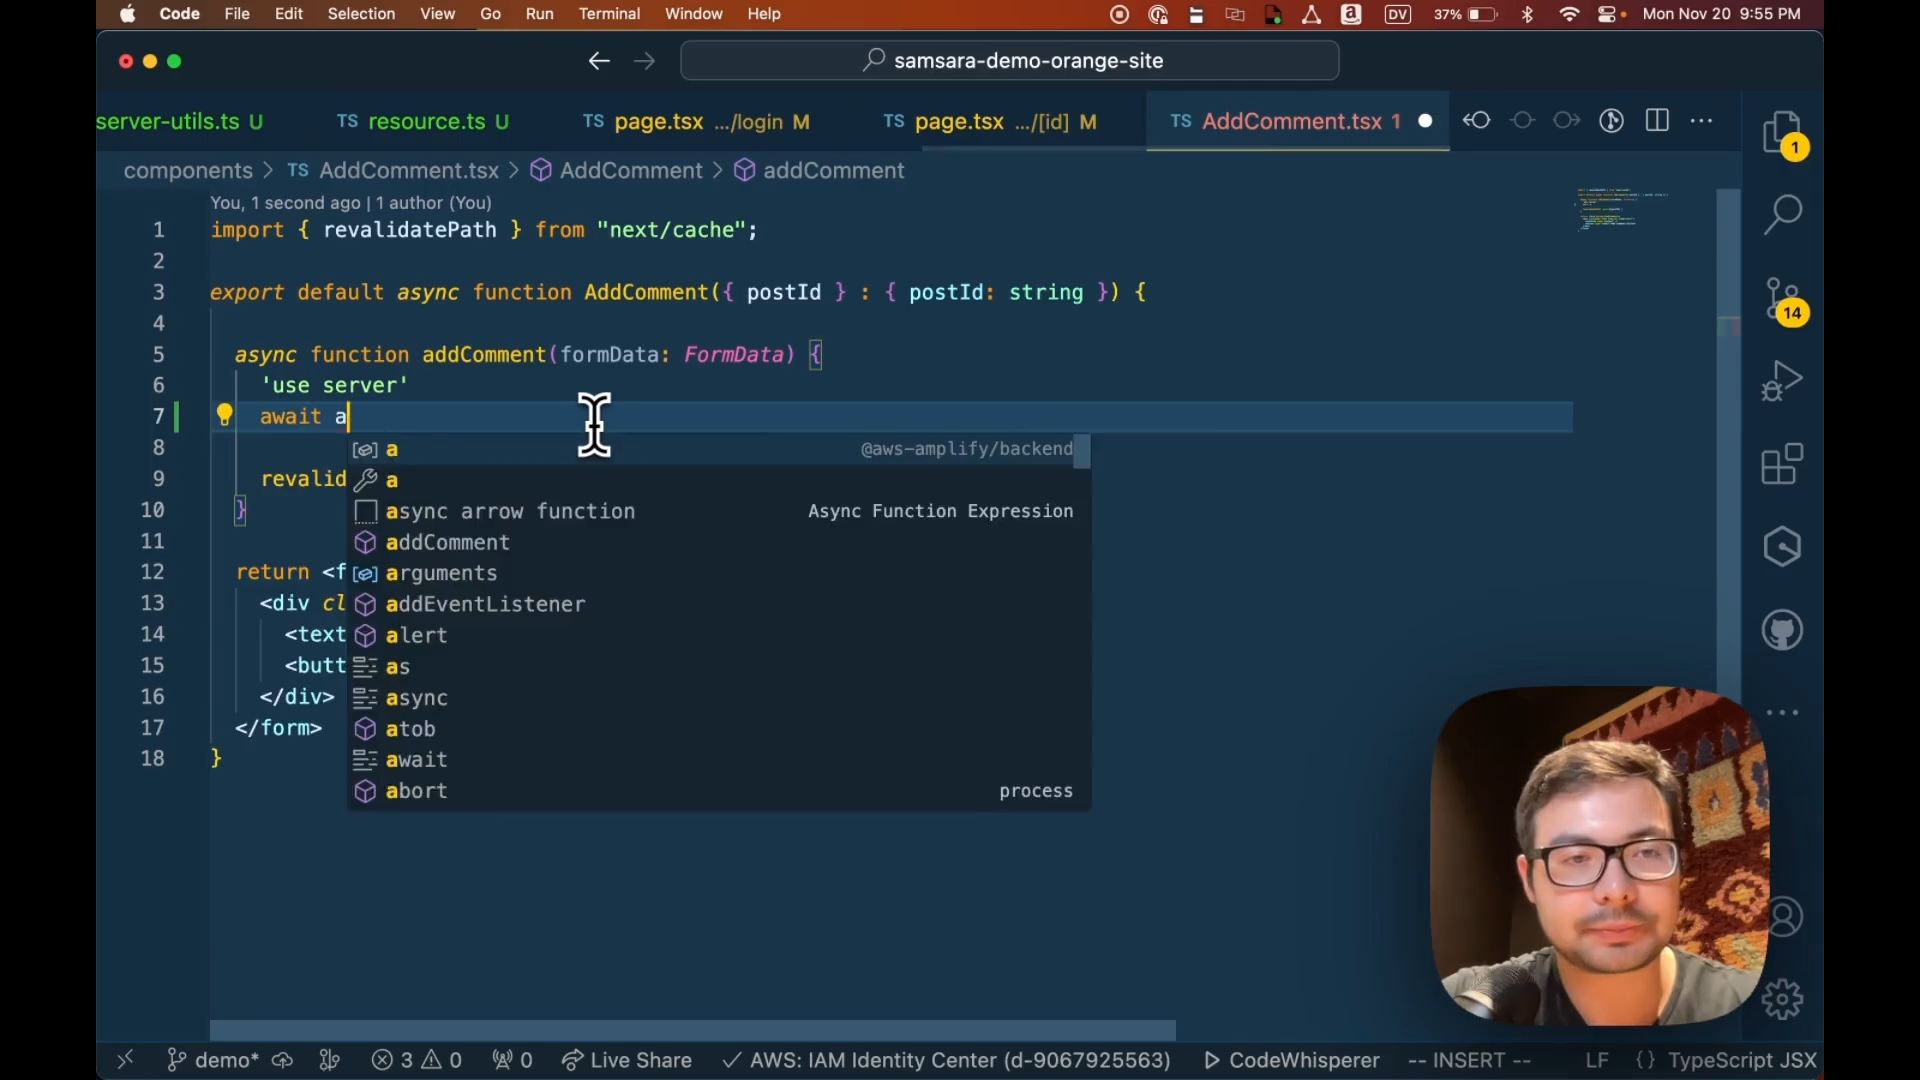 Code File Edit Selection View Go Run Terminal Window Help DV 37% Mon Nov 20 9:55 PM
samsara-demo-orange-site
server-utils.ts U TS resource.ts U TS page.tsx .../login M TS page.tsx .../[id] M TS AddComment.tsx 1
components > TS AddComment.tsx > AddComment > addComment
You, 1 second ago | 1 author (You)
1 import { revalidatePath } from "next/cache";
2
3 export default async function AddComment({ postId } : { postId: string }) {
4
5 async function addComment(formData: FormData) {
6 'use server'
7 await a
8
9 revalid
10 }
11
12 return <f
13 <div cl
14 <text
15 <butt
16 </div>
17 </form>
18 }
a @aws-amplify/backend
a
async arrow function Async Function Expression
addComment
arguments
addEventListener
alert
as
async
atob
await
abort process
1
14
demo* 3 0 0 Live Share AWS: IAM Identity Center (d-9067925563) CodeWhisperer -- INSERT -- LF {} TypeScript JSX